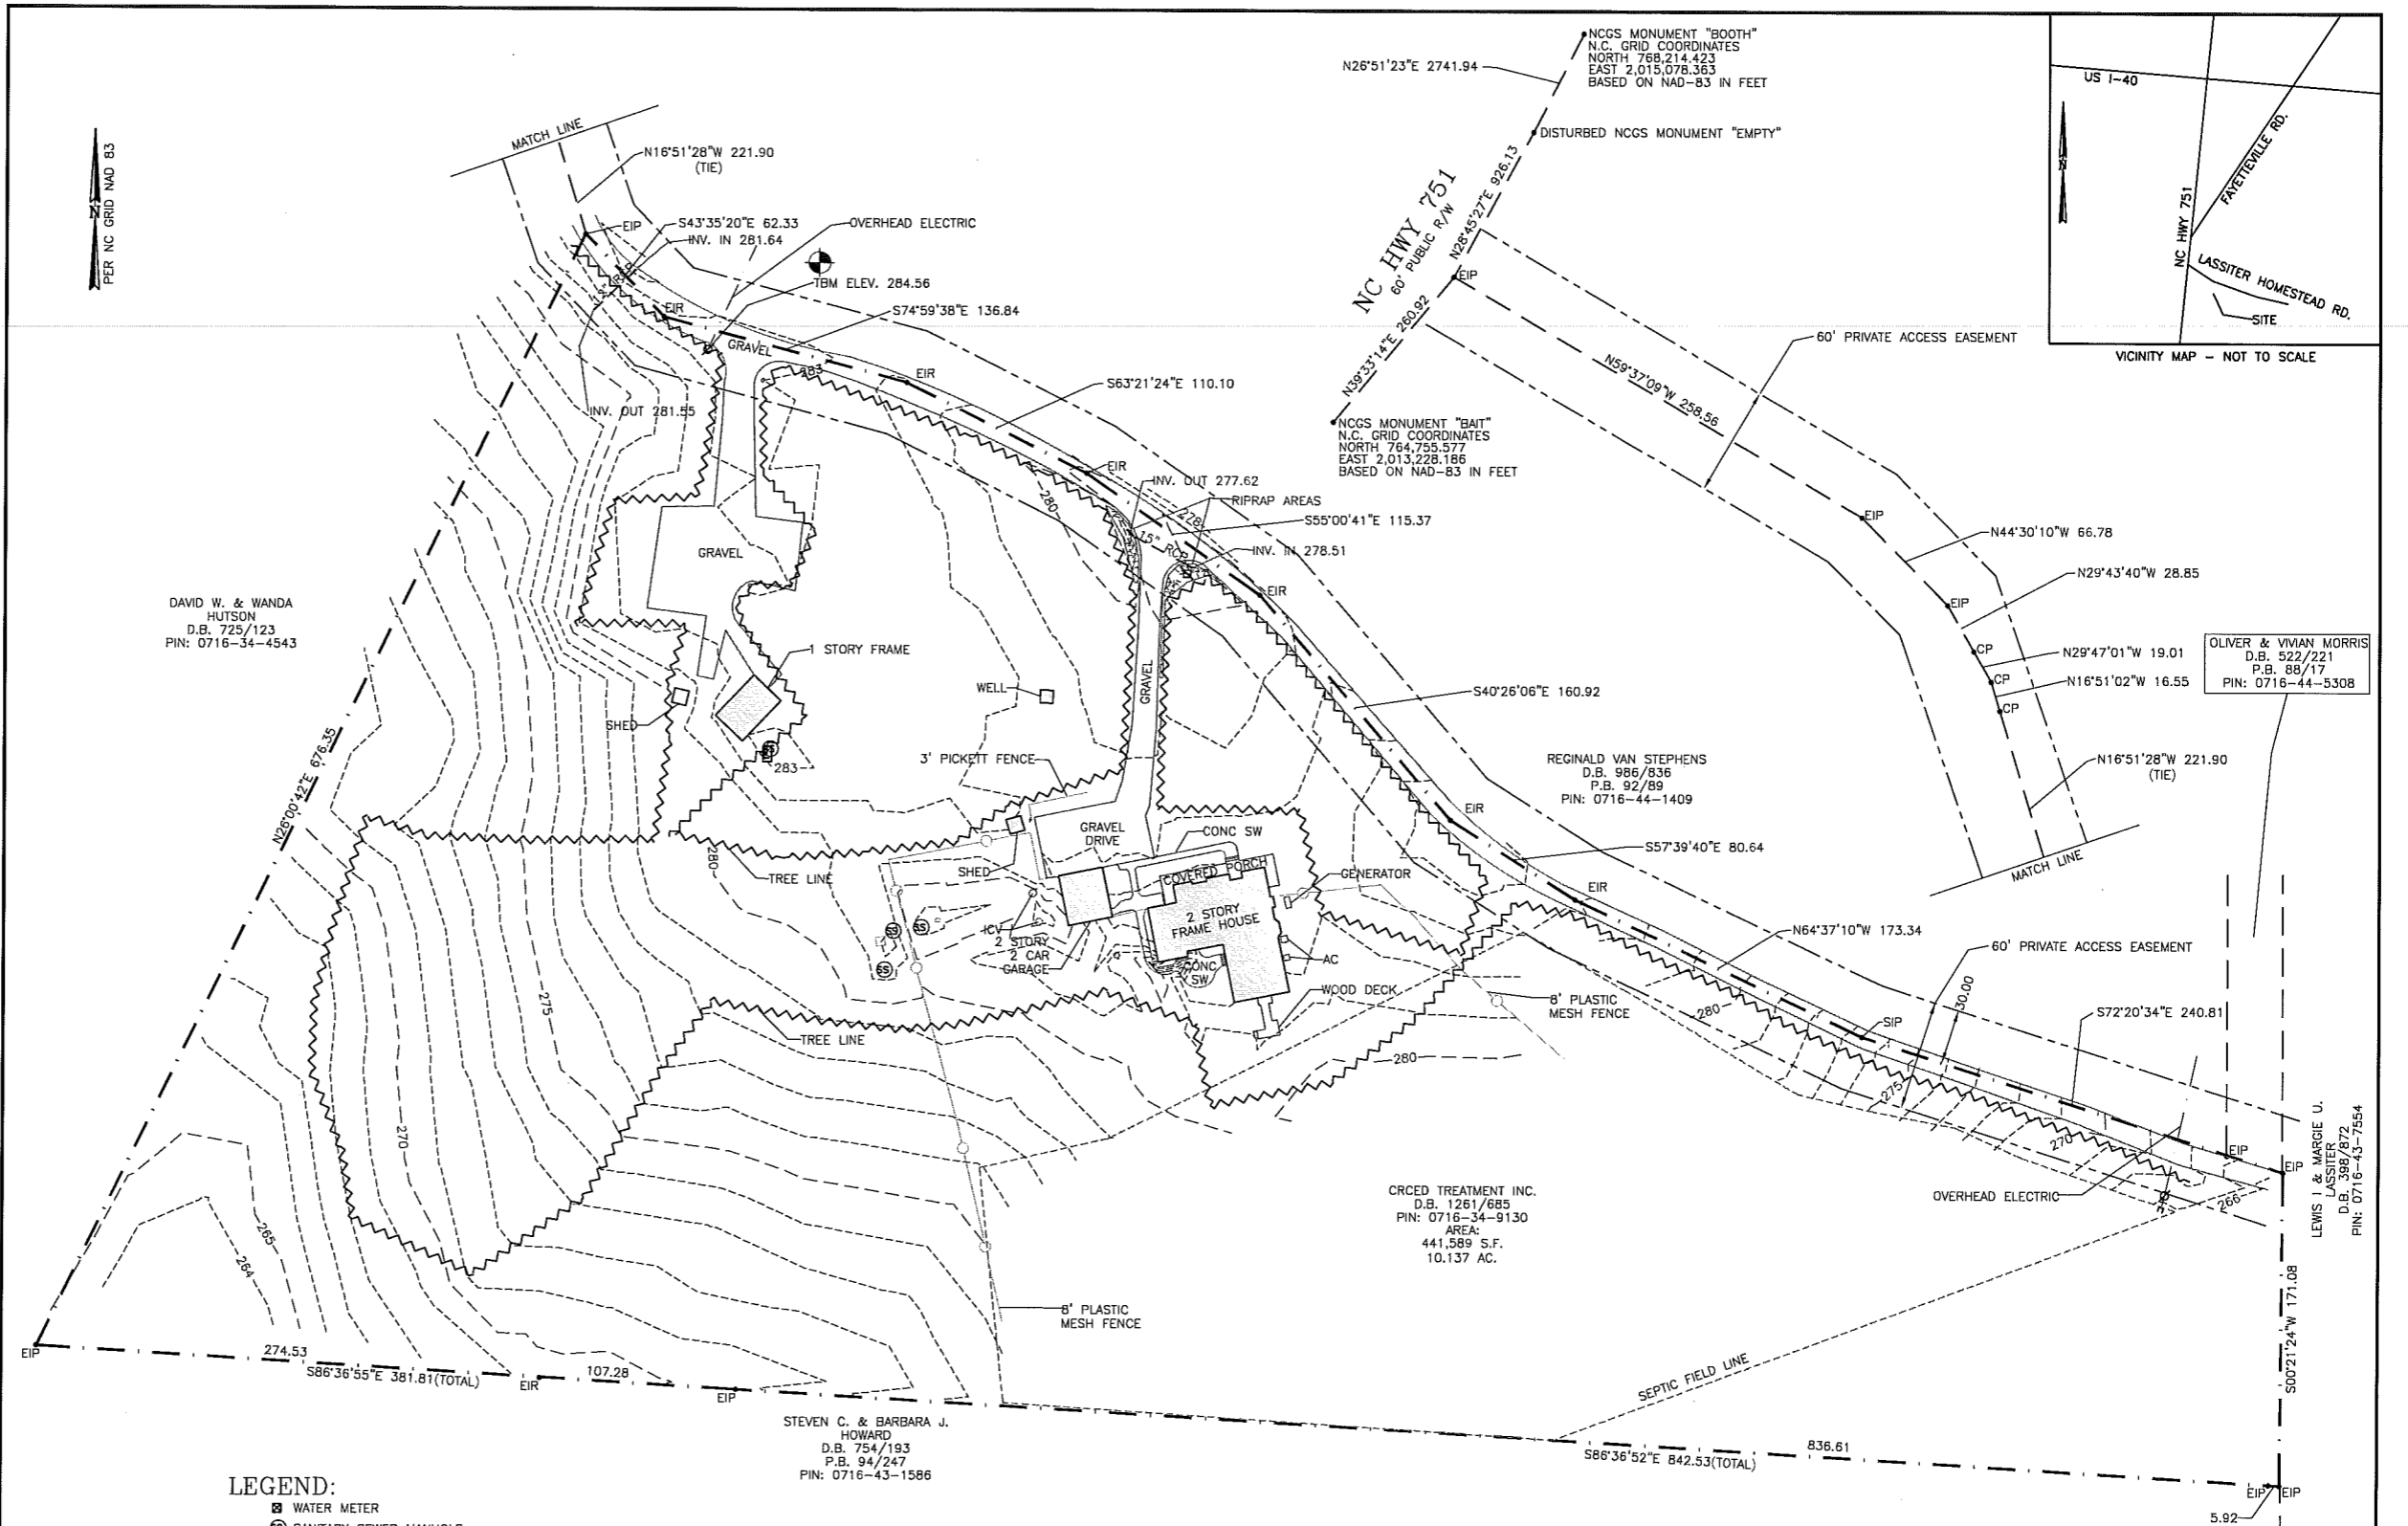 PER NC GRID NAD 83
N
MATCH LINE
N16°51'28"W 221.90
(TIE)
EIP
S43°35'20"E 62.33
INV. IN 281.64
OVERHEAD ELECTRIC
TBM ELEV. 284.56
EIR
S74°59'38"E 136.84
GRAVEL
283
EIR
INV. OUT 281.55
S63°21'24"E 110.10
EIR
280
INV. OUT 277.62
RIPRAP AREAS
278
S55°00'41"E 115.37
15" RCP
INV. IN 278.51
EIR
GRAVEL
GRAVEL
NCGS MONUMENT "BOOTH"
N.C. GRID COORDINATES
NORTH 768,214.423
EAST 2,015,078.363
BASED ON NAD-83 IN FEET
N26°51'23"E 2741.94
DISTURBED NCGS MONUMENT "EMPTY"
N28°45'27"E 926.13
NC HWY 751
60' PUBLIC R/W
EIP
N39°33'14"E 260.92
NCGS MONUMENT "BAIT"
N.C. GRID COORDINATES
NORTH 764,755.577
EAST 2,013,228.186
BASED ON NAD-83 IN FEET
60' PRIVATE ACCESS EASEMENT
N59°37'09"W 258.56
EIP
N44°30'10"W 66.78
EIP
N29°43'40"W 28.85
CP
N29°47'01"W 19.01
CP
N16°51'02"W 16.55
CP
N16°51'28"W 221.90
(TIE)
MATCH LINE
US I-40
FAYETTEVILLE RD.
NC HWY 751
LASSITER HOMESTEAD RD.
SITE
VICINITY MAP - NOT TO SCALE
OLIVER & VIVIAN MORRIS
D.B. 522/221
P.B. 88/17
PIN: 0716-44-5308
DAVID W. & WANDA
HUTSON
D.B. 725/123
PIN: 0716-34-4543
1 STORY FRAME
WELL
SHED
SS
283
3' PICKETT FENCE
S40°26'06"E 160.92
REGINALD VAN STEPHENS
D.B. 986/836
P.B. 92/89
PIN: 0716-44-1409
EIR
S57°39'40"E 80.64
N26°00'42"E 676.35
280
TREE LINE
SHED
GRAVEL
DRIVE
CONC SW
COVERED PORCH
GENERATOR
2 STORY
FRAME HOUSE
SS
SS
SS
ICV
2 STORY
2 CAR
GARAGE
CONC
SW
AC
WOOD DECK
8' PLASTIC
MESH FENCE
EIR
N64°37'10"W 173.34
60' PRIVATE ACCESS EASEMENT
30.00
SIP
S72°20'34"E 240.81
280
275
270
266
EIP
EIP
OVERHEAD ELECTRIC
275
TREE LINE
280
270
265
264
LEWIS I & MARGIE U.
LASSITER
D.B. 398/872
PIN: 0716-43-7554
CRCED TREATMENT INC.
D.B. 1261/685
PIN: 0716-34-9130
AREA:
441,589 S.F.
10.137 AC.
S00°21'24"W 171.08
8' PLASTIC
MESH FENCE
EIP
274.53
S86°36'55"E 381.81(TOTAL)
EIR
107.28
EIP
SEPTIC FIELD LINE
STEVEN C. & BARBARA J.
HOWARD
D.B. 754/193
P.B. 94/247
PIN: 0716-43-1586
836.61
S86°36'52"E 842.53(TOTAL)
EIP
EIP
5.92
LEGEND:
WATER METER